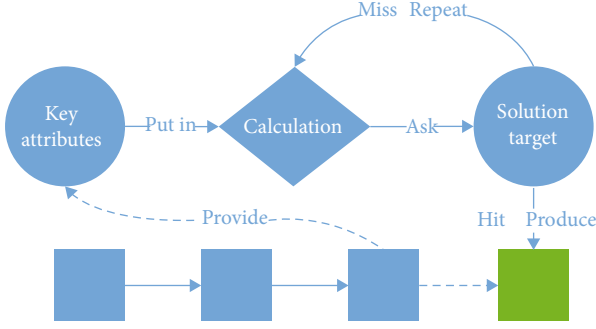 Miss Repeat
Key
attributes
Put in
Calculation
Ask
Solution
target
Provide
Hit Produce